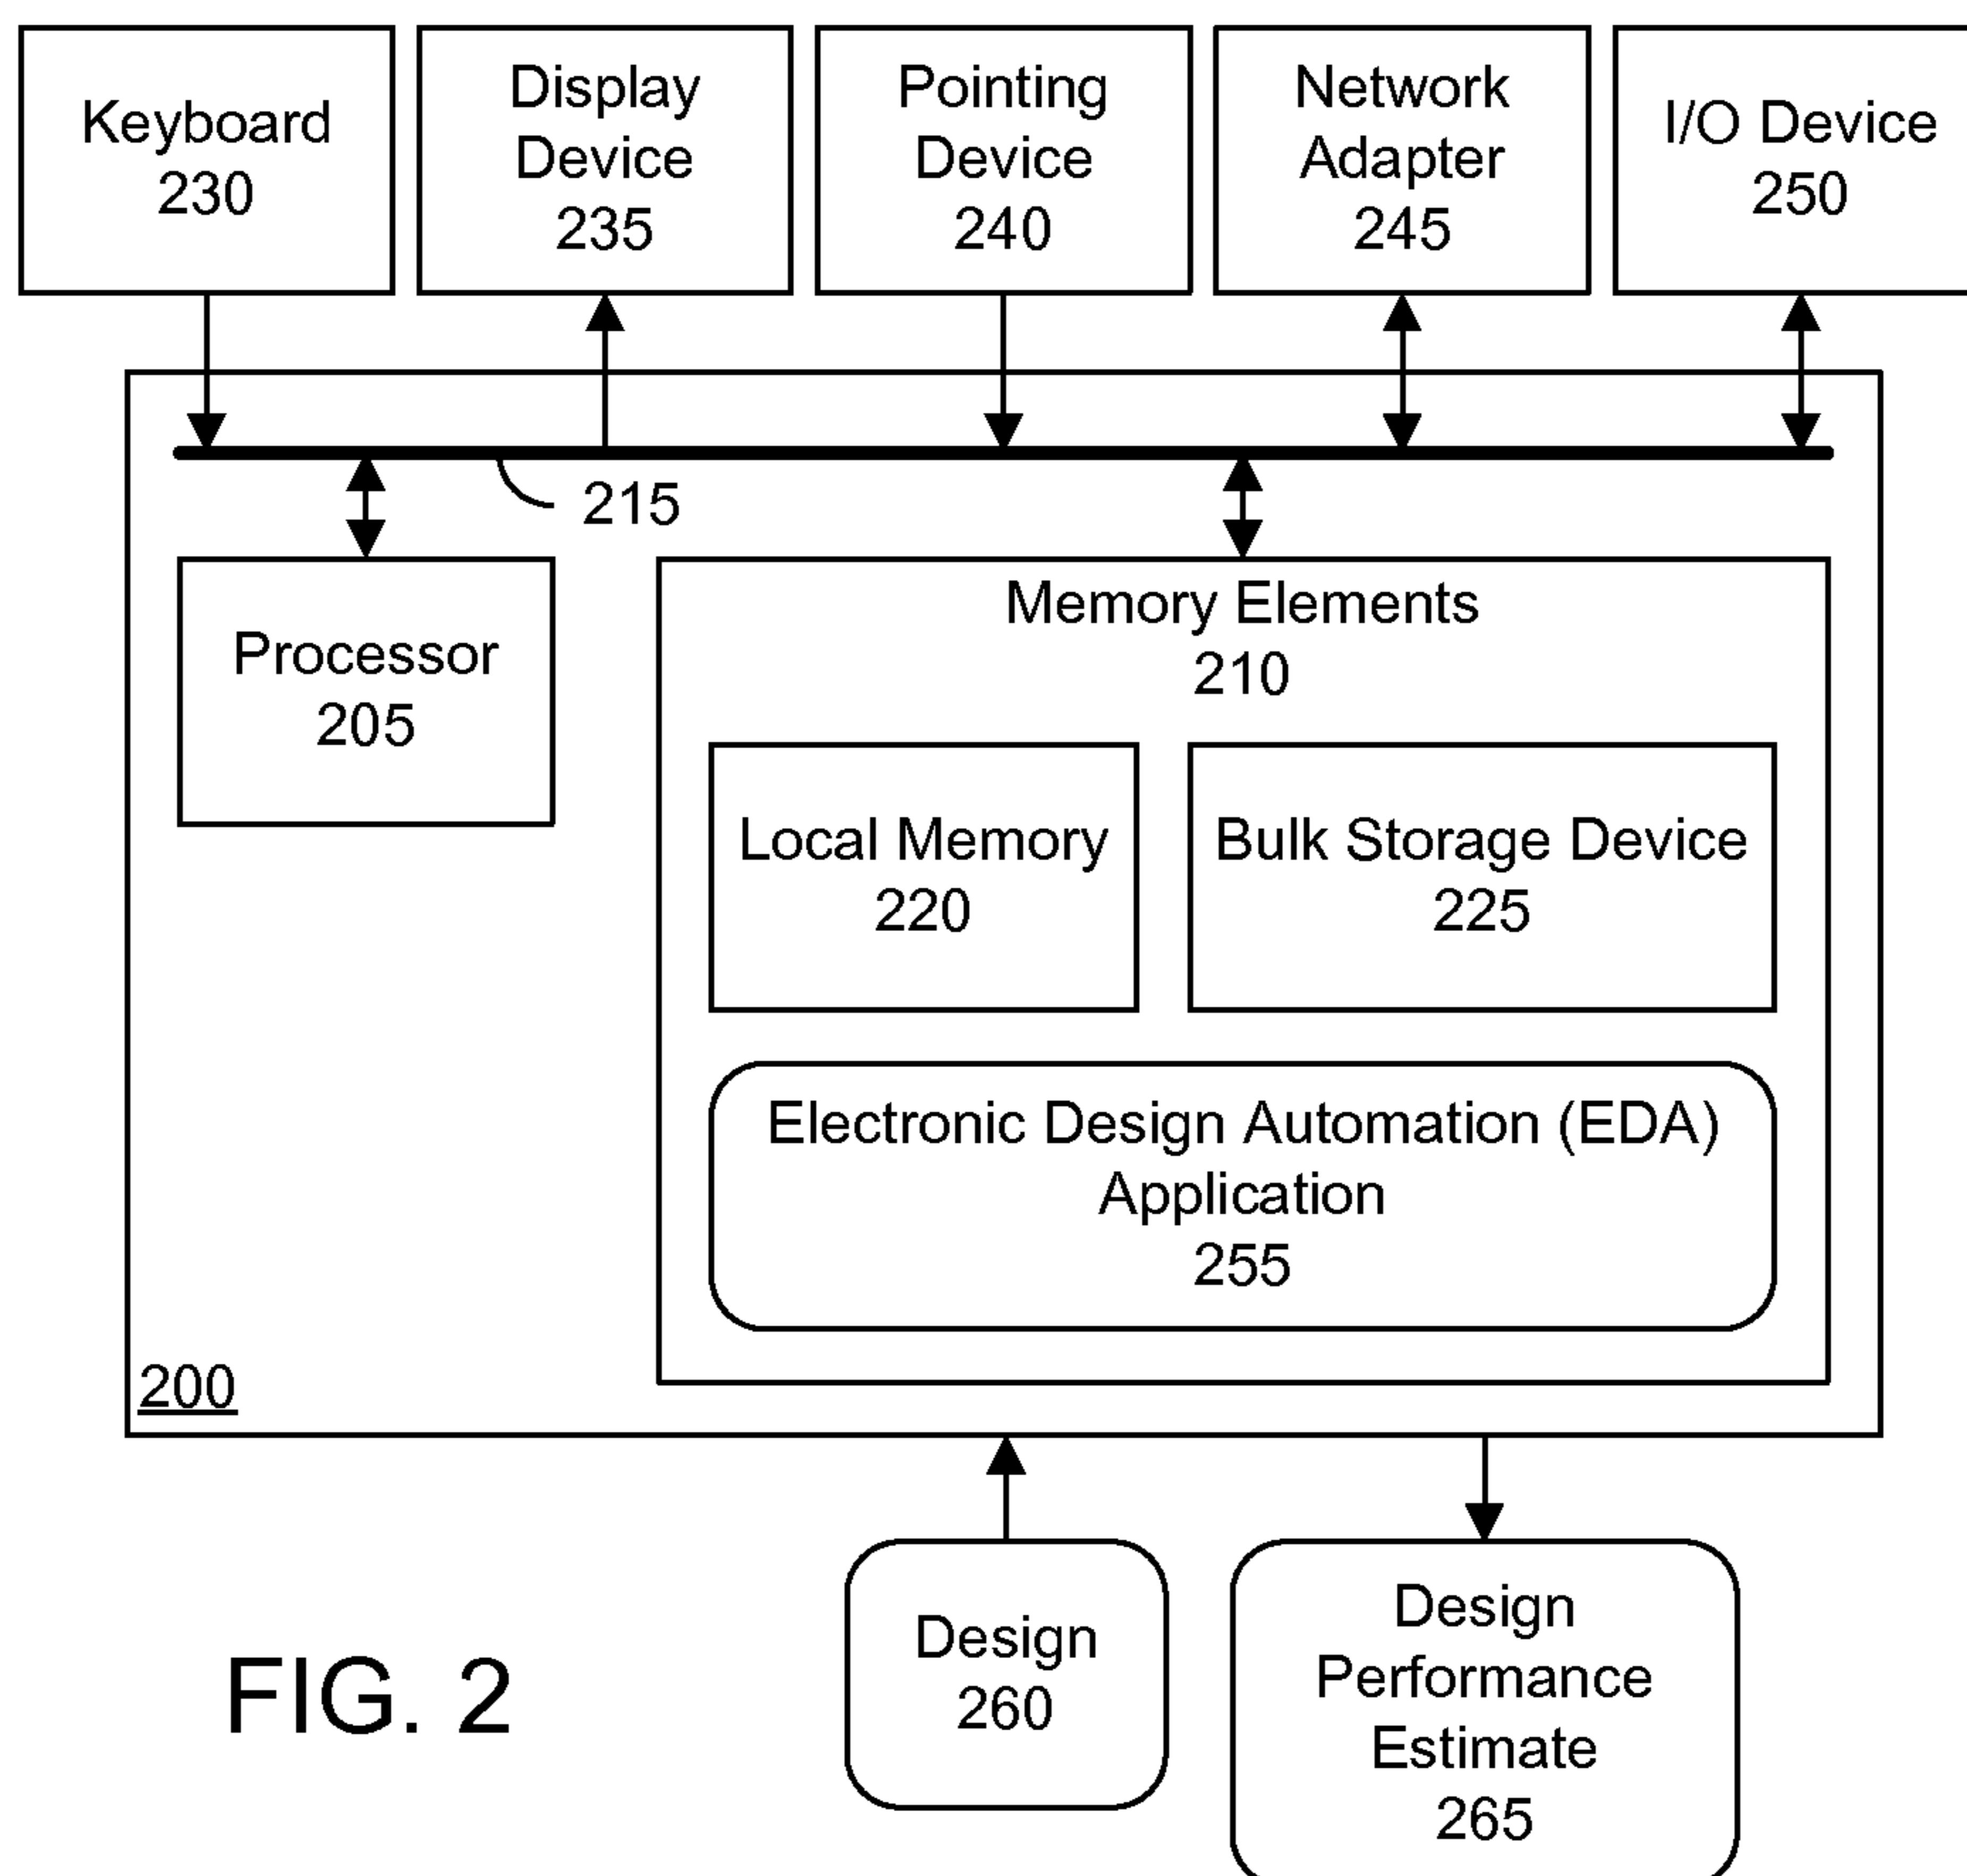 Keyboard
230
Display
Device
235
Pointing
Device
240
Network
Adapter
245
I/O Device
250
215
Processor
205
Memory Elements
210
Local Memory
220
Bulk Storage Device
225
Electronic Design Automation (EDA)
Application
255
200
Design
260
Design
Performance
Estimate
265
FIG. 2